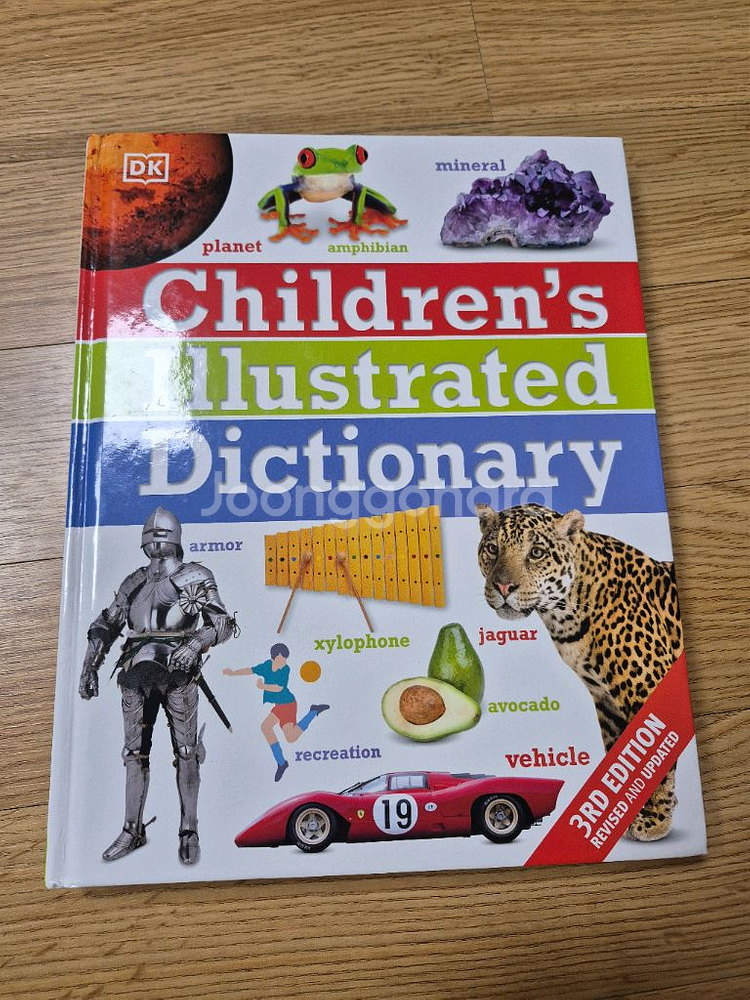 DK
mineral
planet
amphibian
Children's
Illustrated
Dictionary
Joonggonara
armor
xylophone
jaguar
avocado
recreation
vehicle
19
3RD EDITION
REVISED AND UPDATED